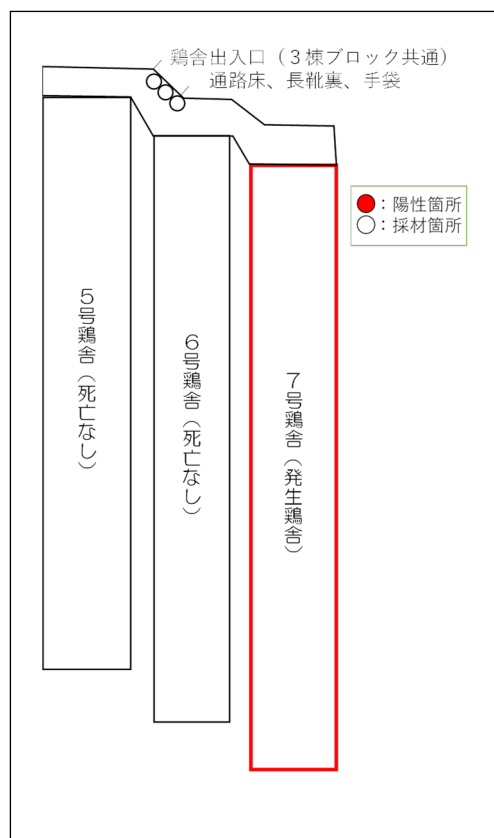 鶏舎出入口（３棟ブロック共通）
通路床、長靴裏、手袋
：陽性箇所
：採材箇所
５号鶏舎（死亡なし）
６号鶏舎（死亡なし）
７号鶏舎（発生鶏舎）